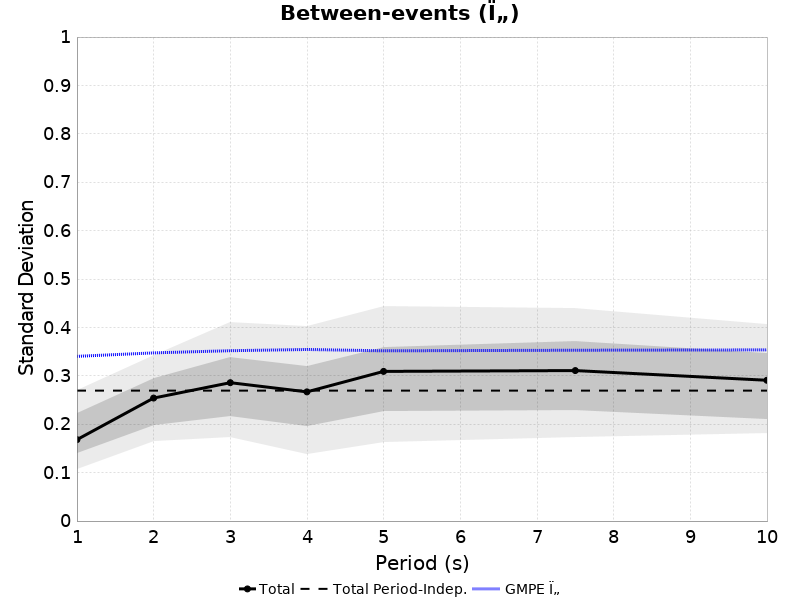 Between-events (Ï„)
1
0.9
0.8
0.7
0.6
0.5
0.4
0.3
0.2
0.1
0
Standard Deviation
1 2 3 4 5 6 7 8 9 10
Period (s)
Total Total Period-Indep. GMPE Ï„